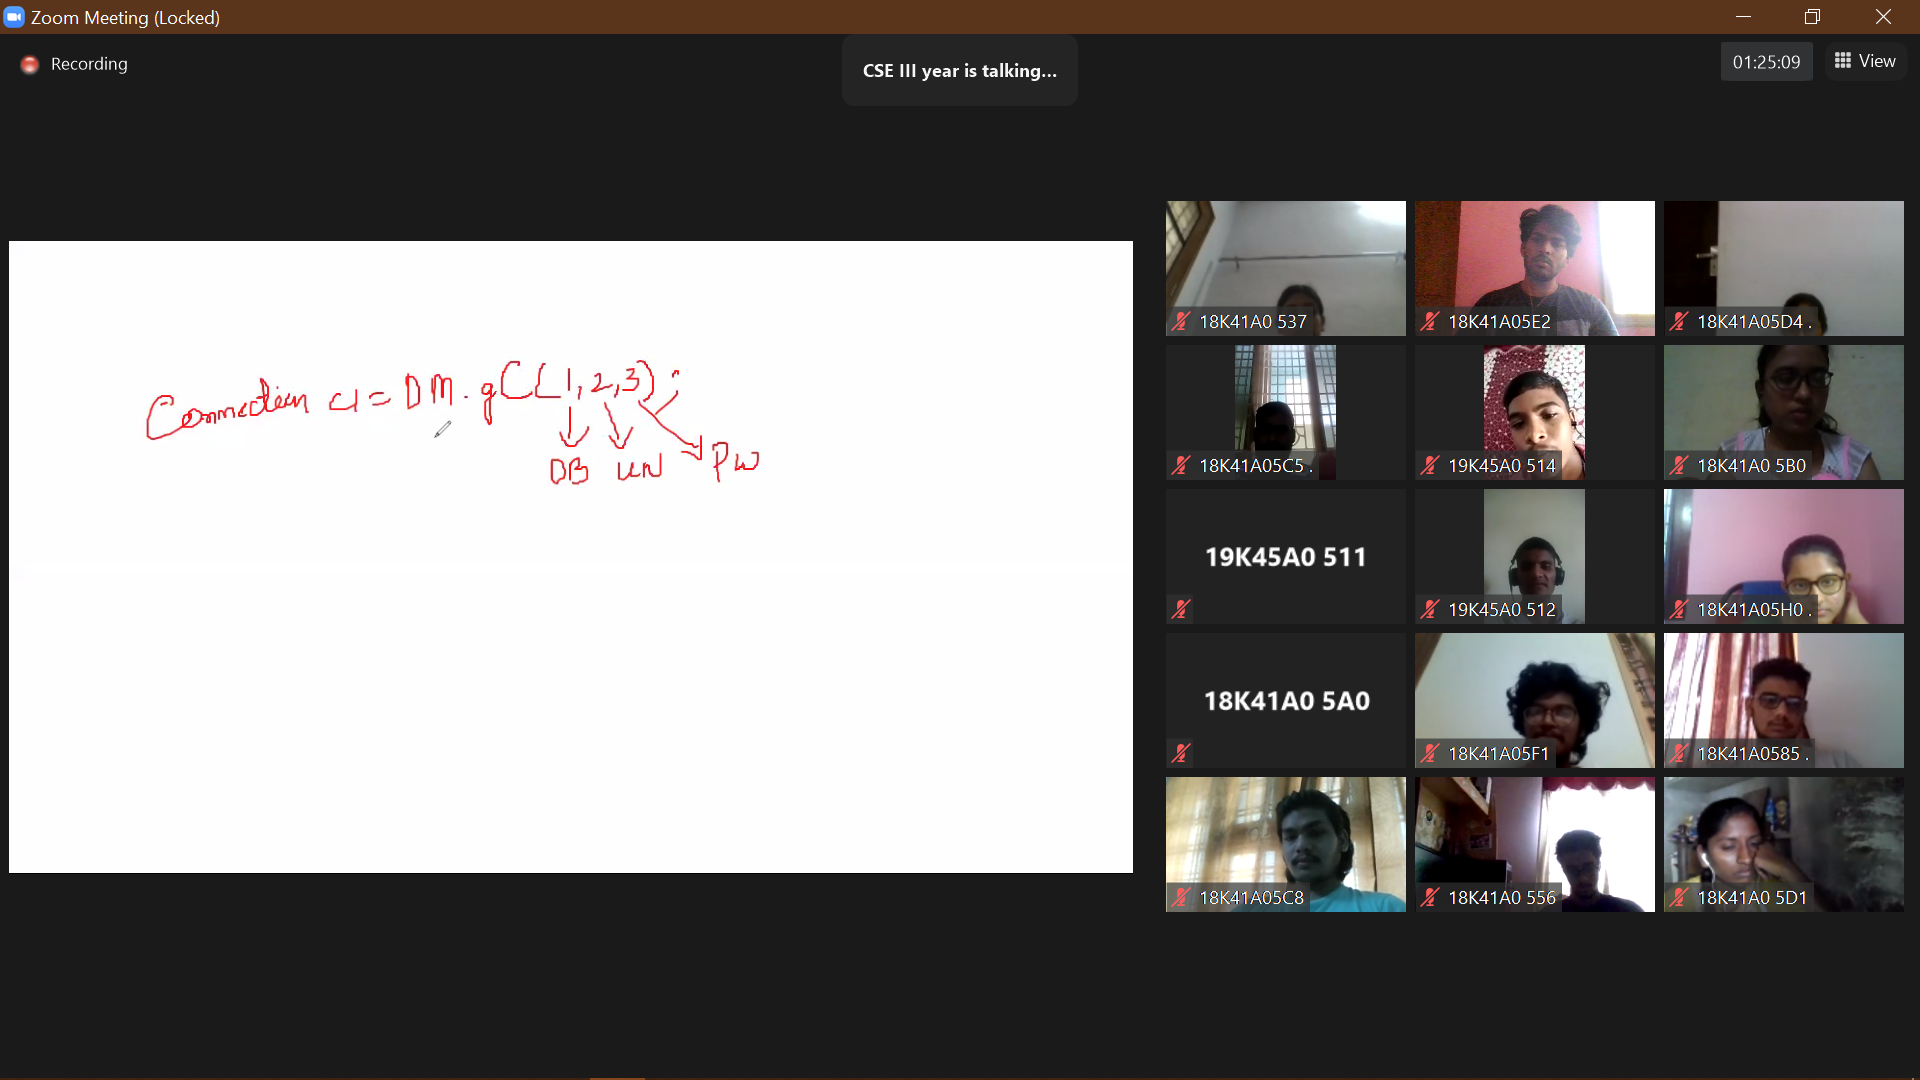 Zoom Meeting (Locked)
Recording
CSE III year is talking...
01:25:09
View
Connection c1 = DM.gC(1,2,3);
DB UN PW
18K41A0 537
18K41A05E2
18K41A05D4 .
18K41A05C5 .
19K45A0 514
18K41A0 5B0
19K45A0 511
19K45A0 512
18K41A05H0 .
18K41A0 5A0
18K41A05F1
18K41A0585 .
18K41A05C8
18K41A0 556
18K41A0 5D1